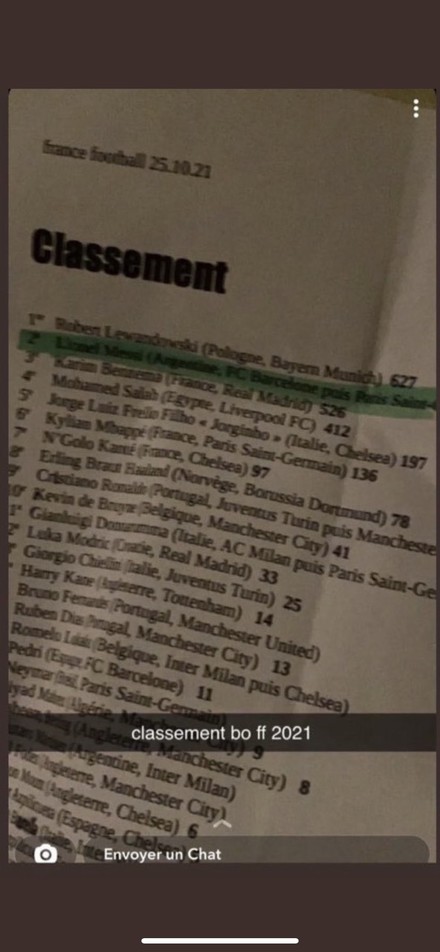 france football 25.10.21
Classement
1er Robert Lewandowski (Pologne, Bayern Munich) 627
2e Lionel Messi (Argentine, FC Barcelone puis Paris Saint-
3e Karim Benzema (France, Real Madrid) 526
4e Mohamed Salah (Egypte, Liverpool FC) 412
5e Jorge Luiz Frello Filho « Jorginho » (Italie, Chelsea) 197
6e Kylian Mbappé (France, Paris Saint-Germain) 136
7e N'Golo Kanté (France, Chelsea) 97
8e Erling Braut Haaland (Norvège, Borussia Dortmund) 78
Cristiano Ronaldo (Portugal, Juventus Turin puis Mancheste
Kevin de Bruyne (Belgique, Manchester City) 41
Gianluigi Donnarumma (Italie, AC Milan puis Paris Saint-Ge
Luka Modric (Croatie, Real Madrid) 33
Giorgio Chiellini (Italie, Juventus Turin) 25
Harry Kane (Angleterre, Tottenham) 14
Bruno Fernandes (Portugal, Manchester United)
Ruben Dias (Portugal, Manchester City) 13
Romelu Lukaku (Belgique, Inter Milan puis Chelsea)
Pedri (Espagne, FC Barcelone) 11
Neymar (Brésil, Paris Saint-Germain)
(Algérie, Manchester City) 9
classement bo ff 2021
(Angleterre, Manchester City) 8
(Argentine, Inter Milan)
(Angleterre, Manchester City)
(Angleterre, Chelsea) 6
(Espagne, Chelsea)
(Italie, Inter
Envoyer un Chat